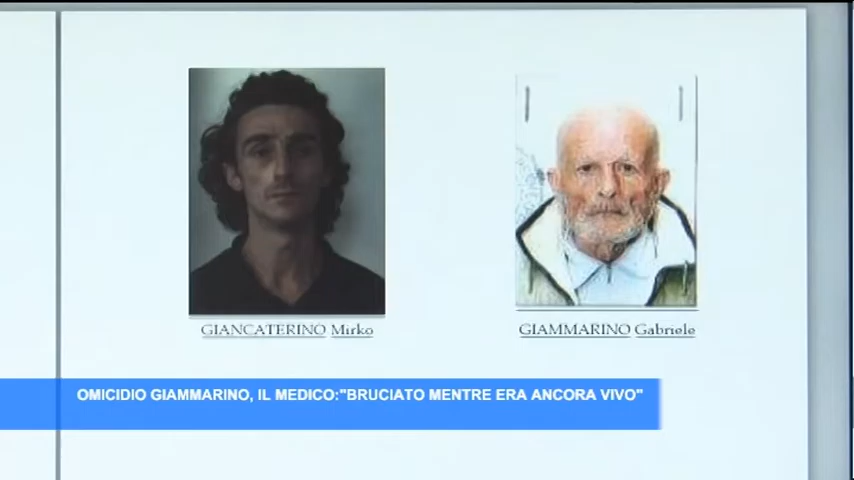 GIANCATERINO Mirko
GIAMMARINO Gabriele
OMICIDIO GIAMMARINO, IL MEDICO:"BRUCIATO MENTRE ERA ANCORA VIVO"